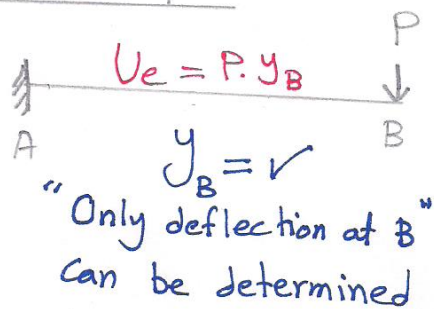 P
Ue = P.yB
A
B
yB = ✓
"Only deflection at B"
can be determined